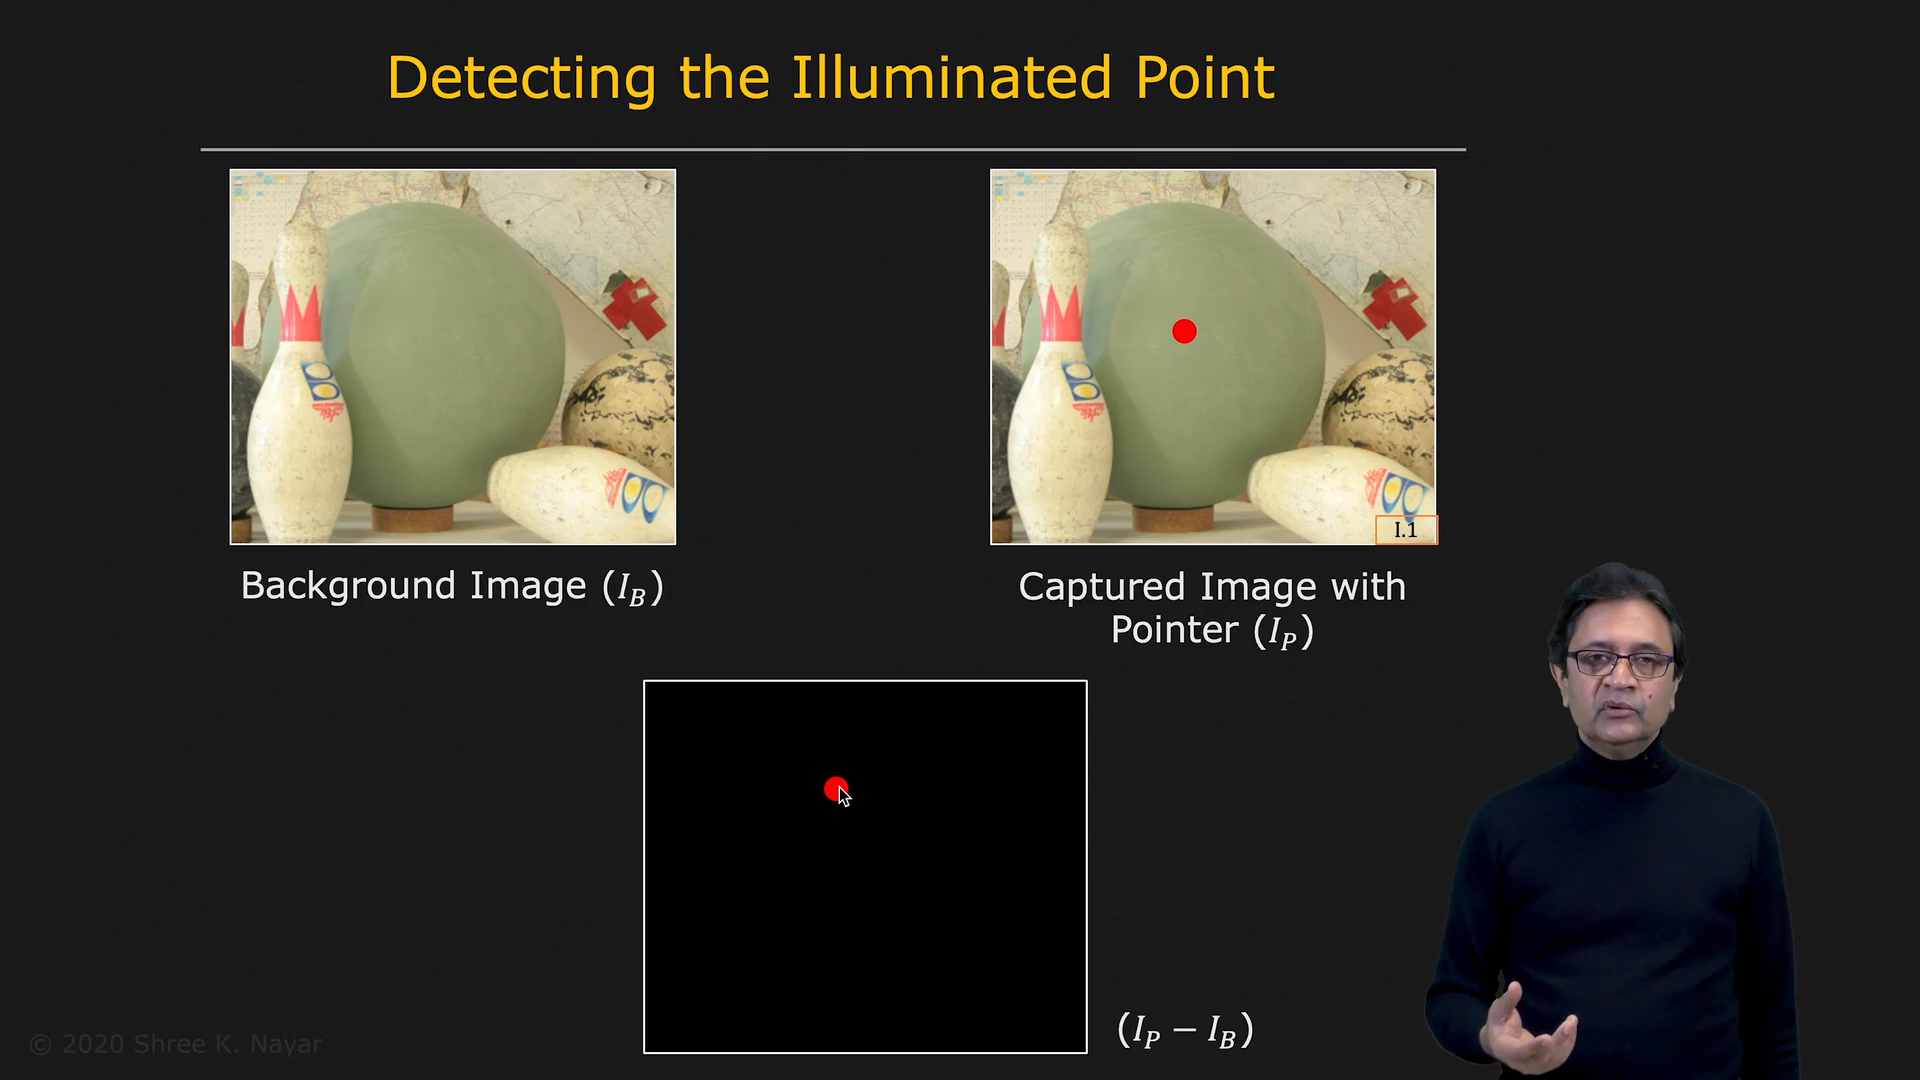 Detecting the Illuminated Point
I.1
Background Image (I_B)
Captured Image with
Pointer (I_P)
(I_P − I_B)
© 2020 Shree K. Nayar